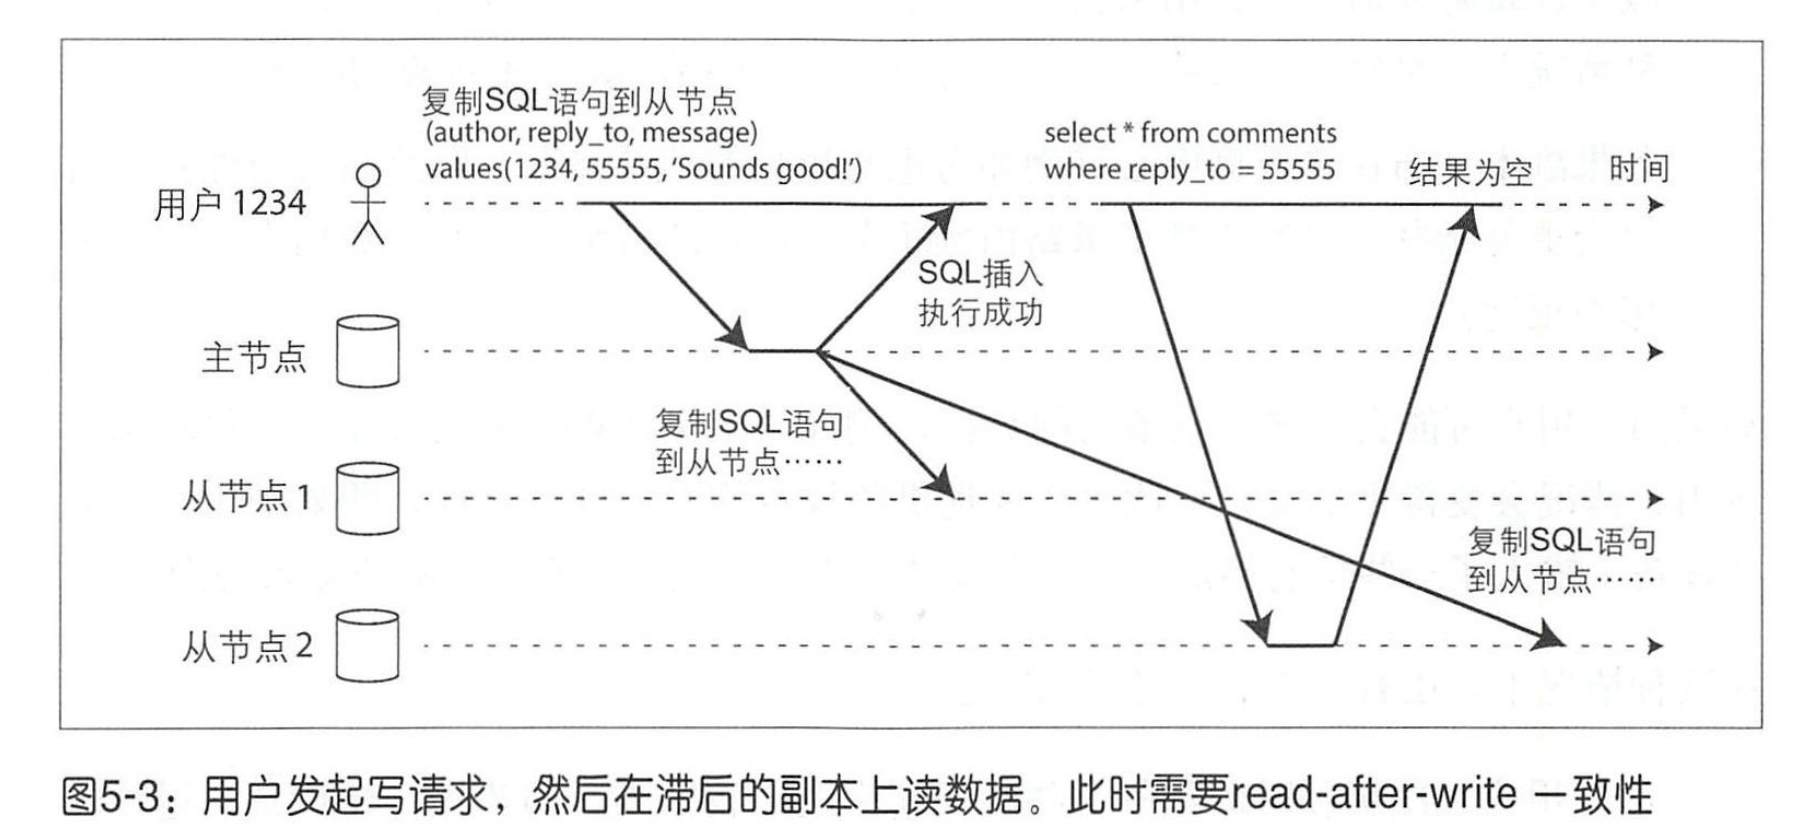 复制SQL语句到从节点
(author, reply_to, message)
values(1234, 55555, ‘Sounds good!’)
select * from comments
where reply_to = 55555
结果为空
时间
用户 1234
SQL插入
执行成功
主节点
复制SQL语句
到从节点……
从节点1
复制SQL语句
到从节点……
从节点2
图5-3：用户发起写请求，然后在滞后的副本上读数据。此时需要read-after-write 一致性